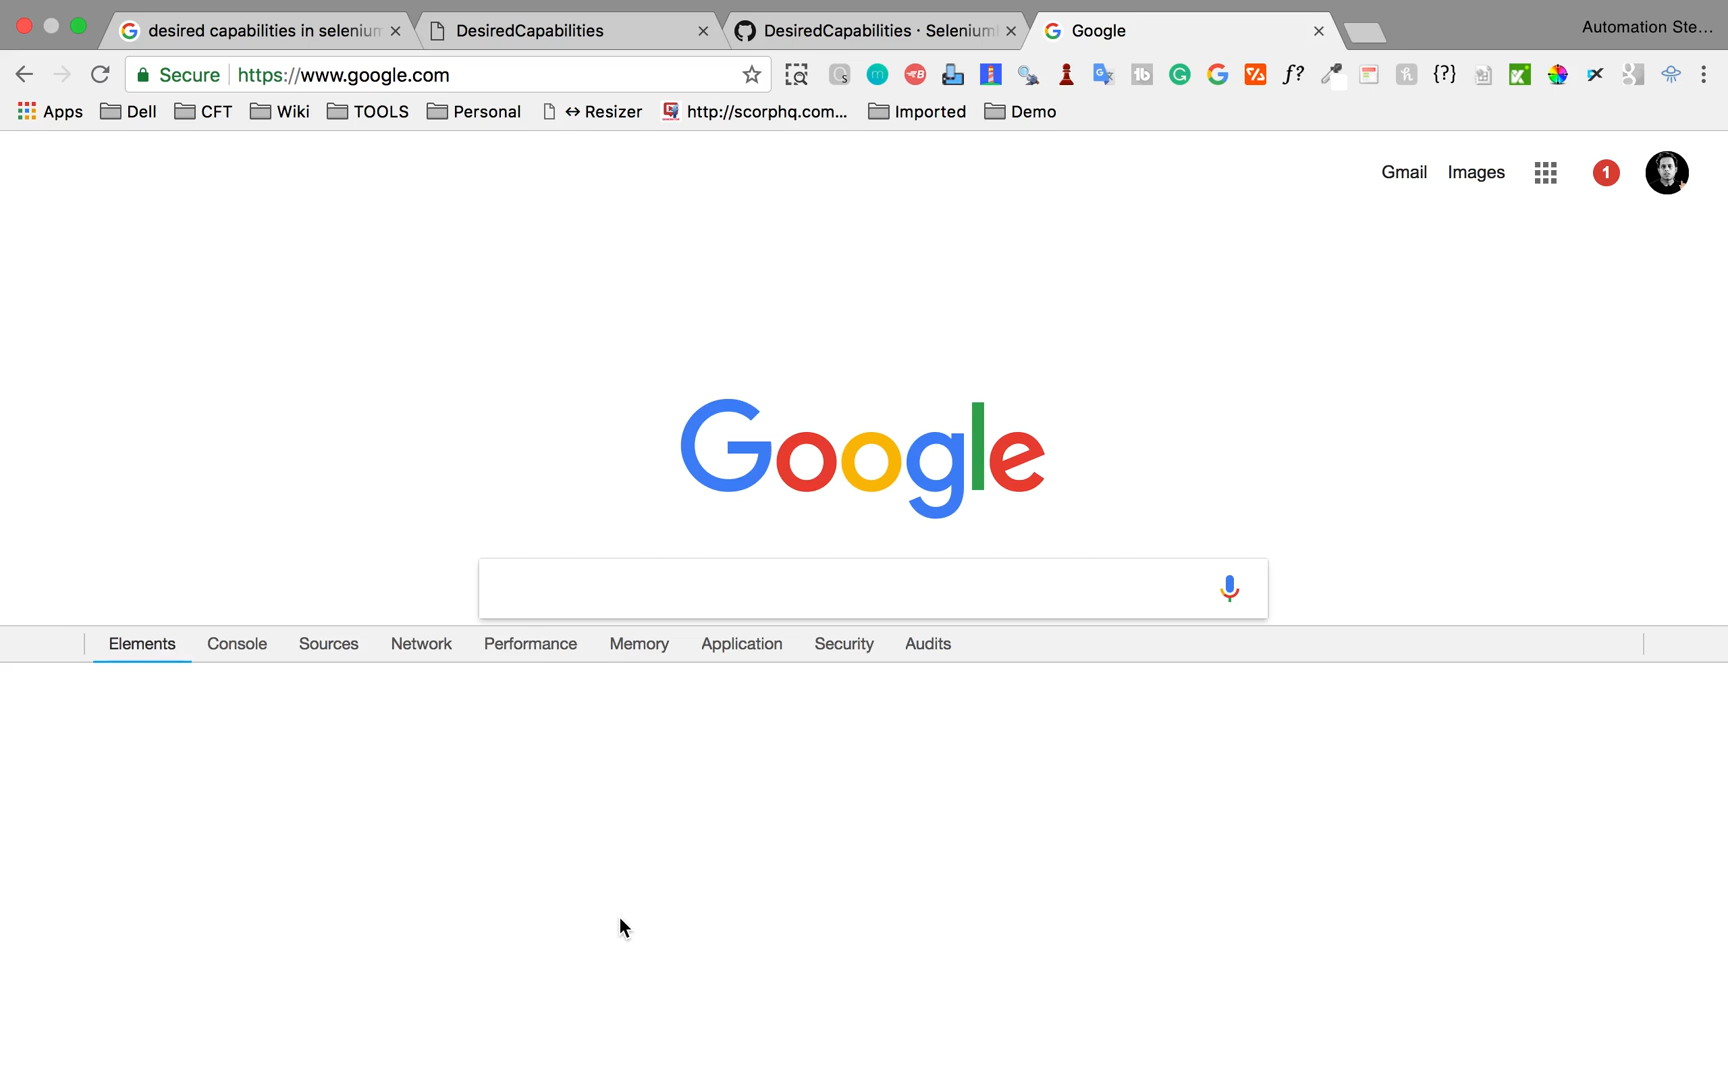 desired capabilities in seleniun
DesiredCapabilities
DesiredCapabilities · Selenium
Google
Automation Ste...
Secure
https://www.google.com
Apps
Dell
CFT
Wiki
TOOLS
Personal
↔ Resizer
http://scorphq.com...
Imported
Demo
Gmail
Images
1
Google
Elements
Console
Sources
Network
Performance
Memory
Application
Security
Audits